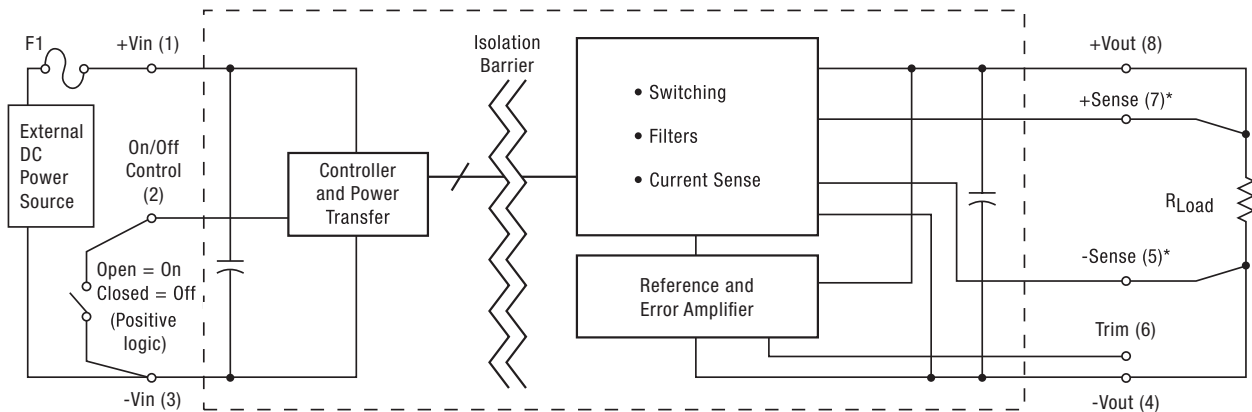 F1
+Vin (1)
External
DC
Power
Source
On/Off
Control
(2)
Open = On
Closed = Off
(Positive
logic)
-Vin (3)
Controller
and Power
Transfer
Isolation
Barrier
• Switching
• Filters
• Current Sense
Reference and
Error Amplifier
+Vout (8)
+Sense (7)*
RLoad
-Sense (5)*
Trim (6)
-Vout (4)